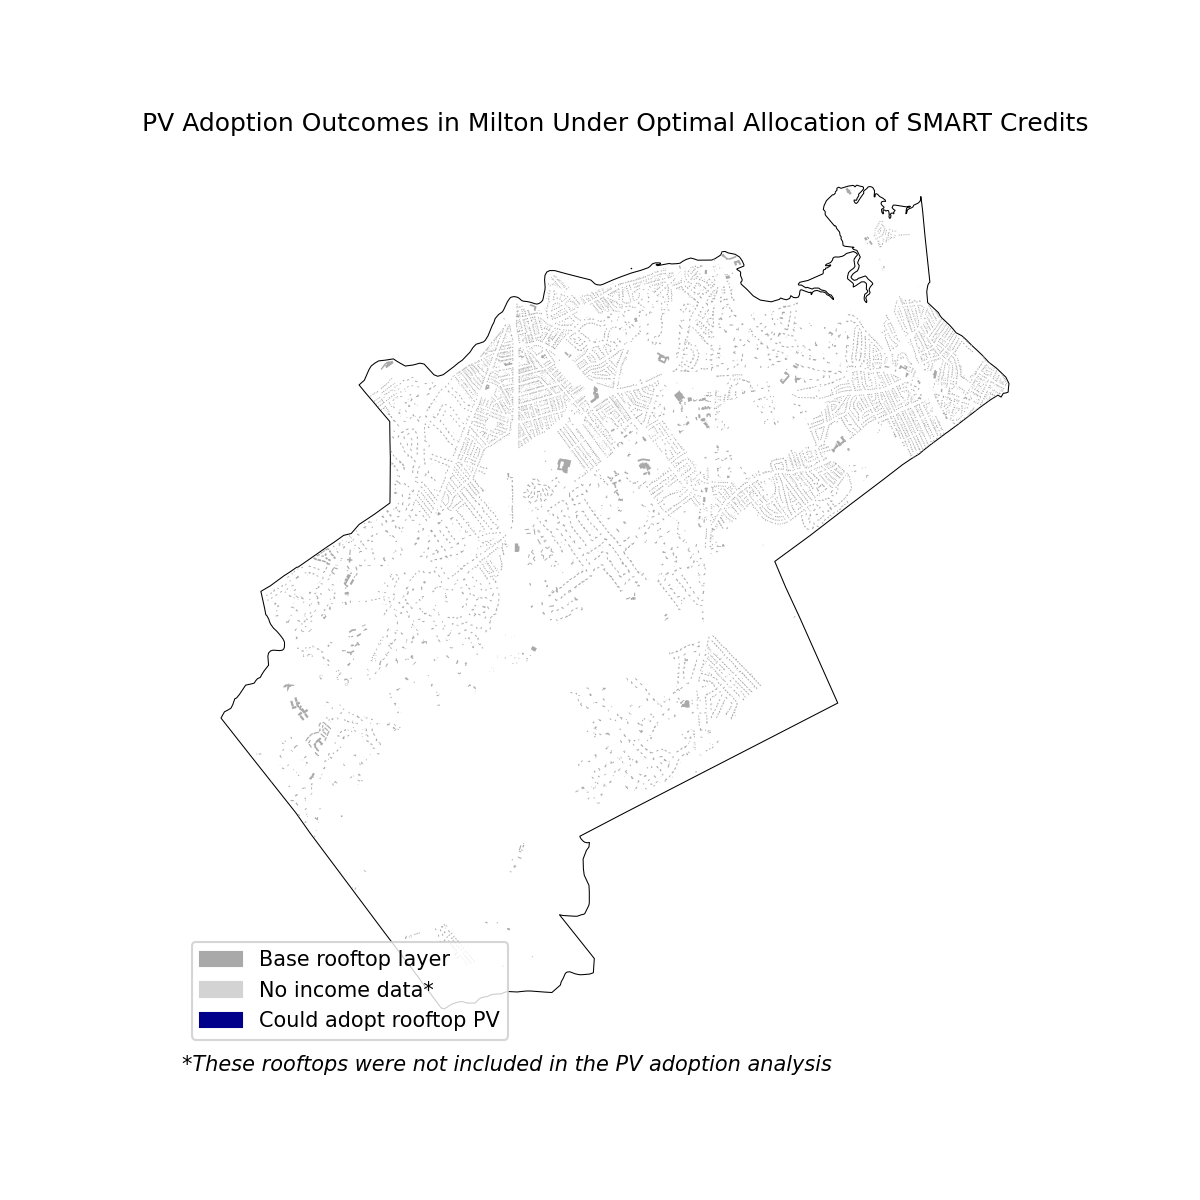 PV Adoption Outcomes in Milton Under Optimal Allocation of SMART Credits
Base rooftop layer
No income data*
Could adopt rooftop PV
*These rooftops were not included in the PV adoption analysis